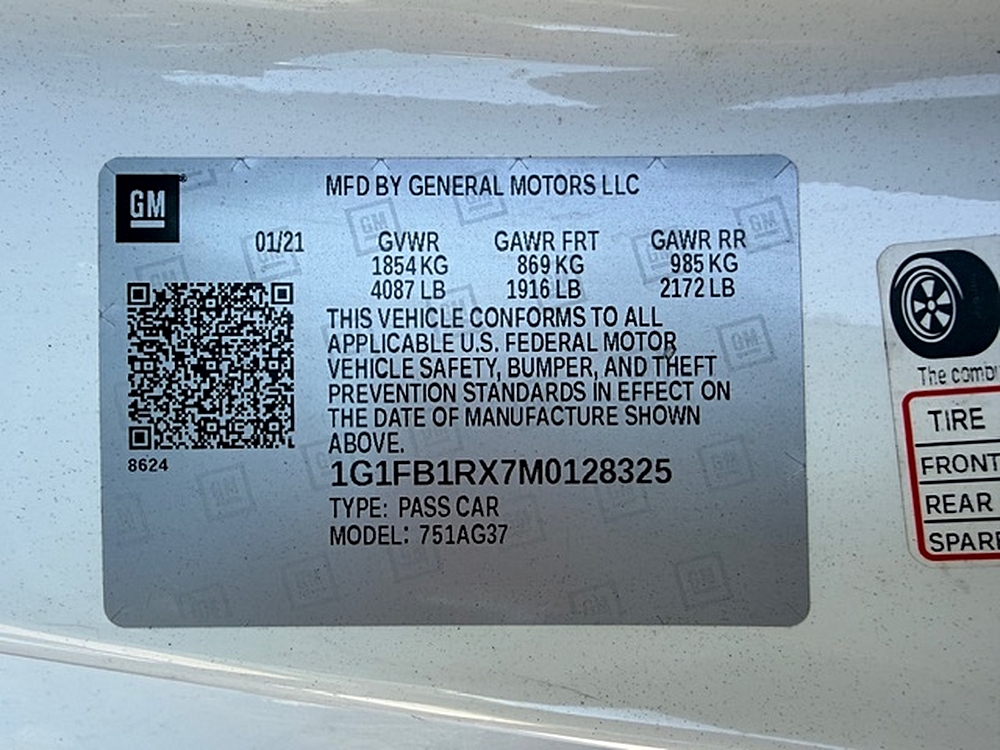 GM
MFD BY GENERAL MOTORS LLC
01/21 GVWR GAWR FRT GAWR RR
1854 KG 869 KG 985 KG
4087 LB 1916 LB 2172 LB
THIS VEHICLE CONFORMS TO ALL
APPLICABLE U.S. FEDERAL MOTOR
VEHICLE SAFETY, BUMPER, AND THEFT
PREVENTION STANDARDS IN EFFECT ON
THE DATE OF MANUFACTURE SHOWN
ABOVE.
8624
1G1FB1RX7M0128325
TYPE: PASS CAR
MODEL: 751AG37
The
TIRE
FRONT
REAR